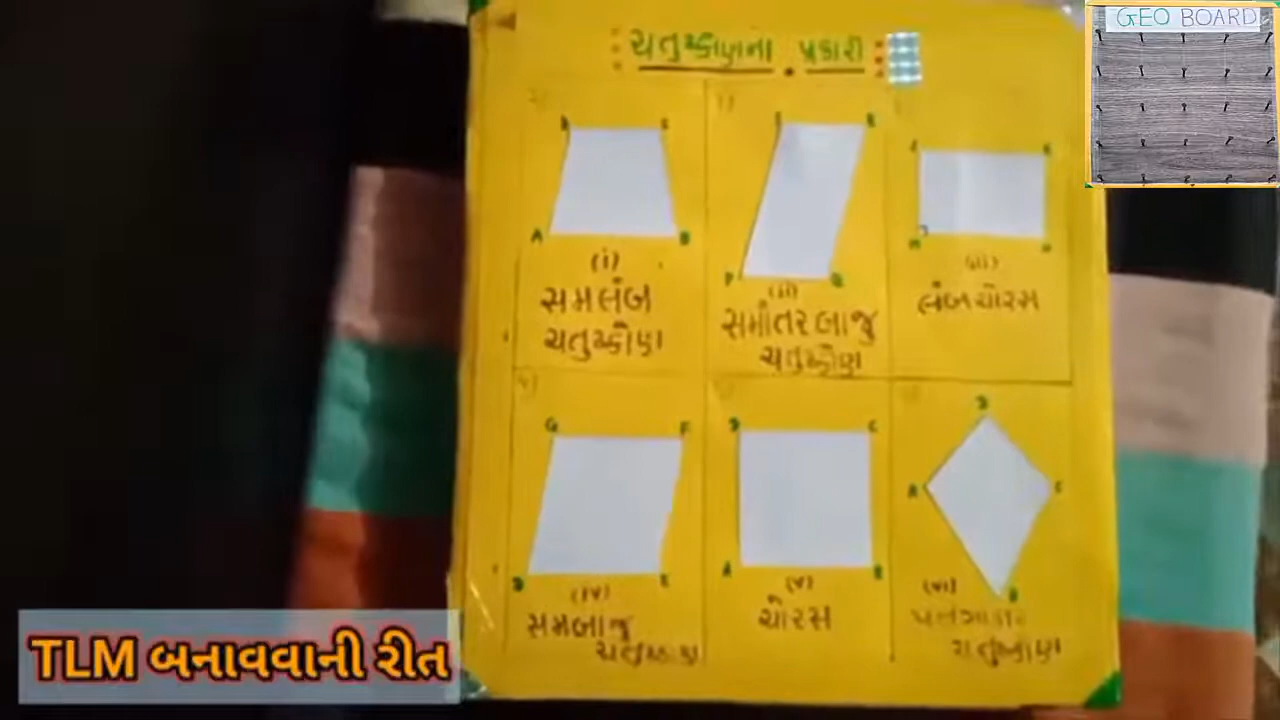 GEO BOARD
ચતુષ્કોણના પ્રકારો
D C
A B
(i)
સમલંબ
ચતુષ્કોણ
S R
P Q
(ii)
સમાંતર બાજુ
ચતુષ્કોણ
(iii)
લંબચોરસ
G F
D E
(iv)
સમબાજુ
ચતુષ્કોણ
D C
A B
(v)
ચોરસ
D
A C
B
(vi)
પતંગાકાર
ચતુષ્કોણ
TLM બનાવવાની રીત